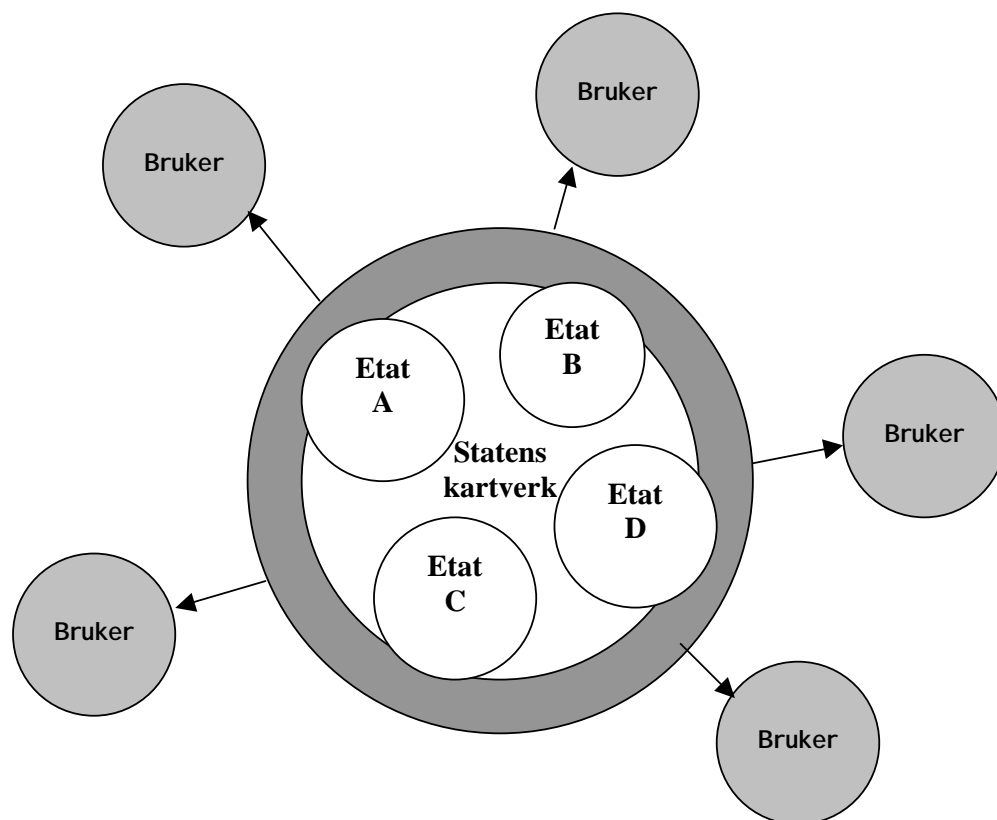 Bruker
Bruker
Etat
B
Etat
A
Bruker
Statens
kartverk
Etat
D
Etat
C
Bruker
Bruker